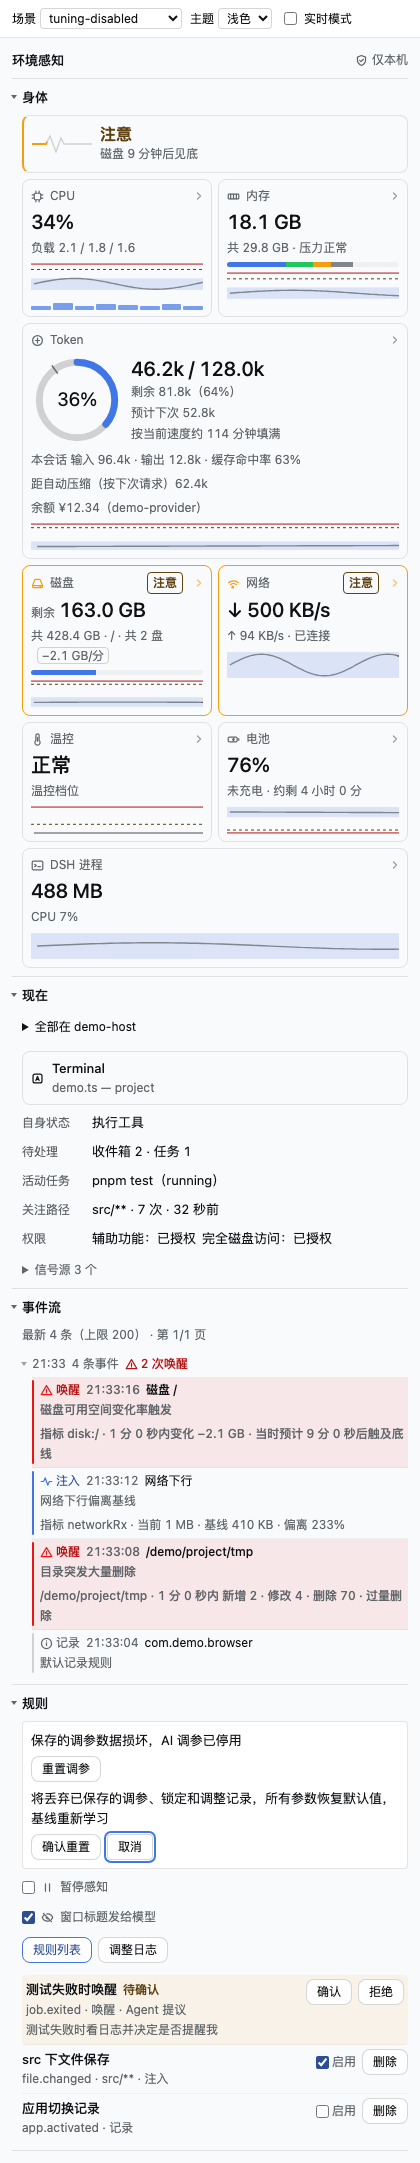 场景 tuning-disabled 主题 浅色 实时模式
环境感知 仅本机
身体
注意
磁盘 9 分钟后见底
CPU
34%
负载 2.1 / 1.8 / 1.6
内存
18.1 GB
共 29.8 GB · 压力正常
Token
36%
46.2k / 128.0k
剩余 81.8k（64%）
预计下次 52.8k
按当前速度约 114 分钟填满
本会话 输入 96.4k · 输出 12.8k · 缓存命中率 63%
距自动压缩（按下次请求）62.4k
余额 ¥12.34（demo-provider）
磁盘 注意
剩余 163.0 GB
共 428.4 GB · / · 共 2 盘
−2.1 GB/分
网络 注意
↓ 500 KB/s
↑ 94 KB/s · 已连接
温控
正常
温控档位
电池
76%
未充电 · 约剩 4 小时 0 分
DSH 进程
488 MB
CPU 7%
现在
全部在 demo-host
Terminal
demo.ts — project
自身状态 执行工具
待处理 收件箱 2 · 任务 1
活动任务 pnpm test（running）
关注路径 src/** · 7 次 · 32 秒前
权限 辅助功能：已授权 完全磁盘访问：已授权
信号源 3 个
事件流
最新 4 条（上限 200） · 第 1/1 页
21:33 4 条事件 2 次唤醒
唤醒 21:33:16 磁盘 /
磁盘可用空间变化率触发
指标 disk:/ · 1 分 0 秒内变化 −2.1 GB · 当时预计 9 分 0 秒后触及底
线
注入 21:33:12 网络下行
网络下行偏离基线
指标 networkRx · 当前 1 MB · 基线 410 KB · 偏离 233%
唤醒 21:33:08 /demo/project/tmp
目录突发大量删除
/demo/project/tmp · 1 分 0 秒内 新增 2 · 修改 4 · 删除 70 · 过量删
除
记录 21:33:04 com.demo.browser
默认记录规则
规则
保存的调参数据损坏，AI 调参已停用
重置调参
将丢弃已保存的调参、锁定和调整记录，所有参数恢复默认值，
基线重新学习
确认重置 取消
暂停感知
窗口标题发给模型
规则列表 调整日志
测试失败时唤醒 待确认 确认 拒绝
job.exited · 唤醒 · Agent 提议
测试失败时看日志并决定是否提醒我
src 下文件保存 启用 删除
file.changed · src/** · 注入
应用切换记录 启用 删除
app.activated · 记录